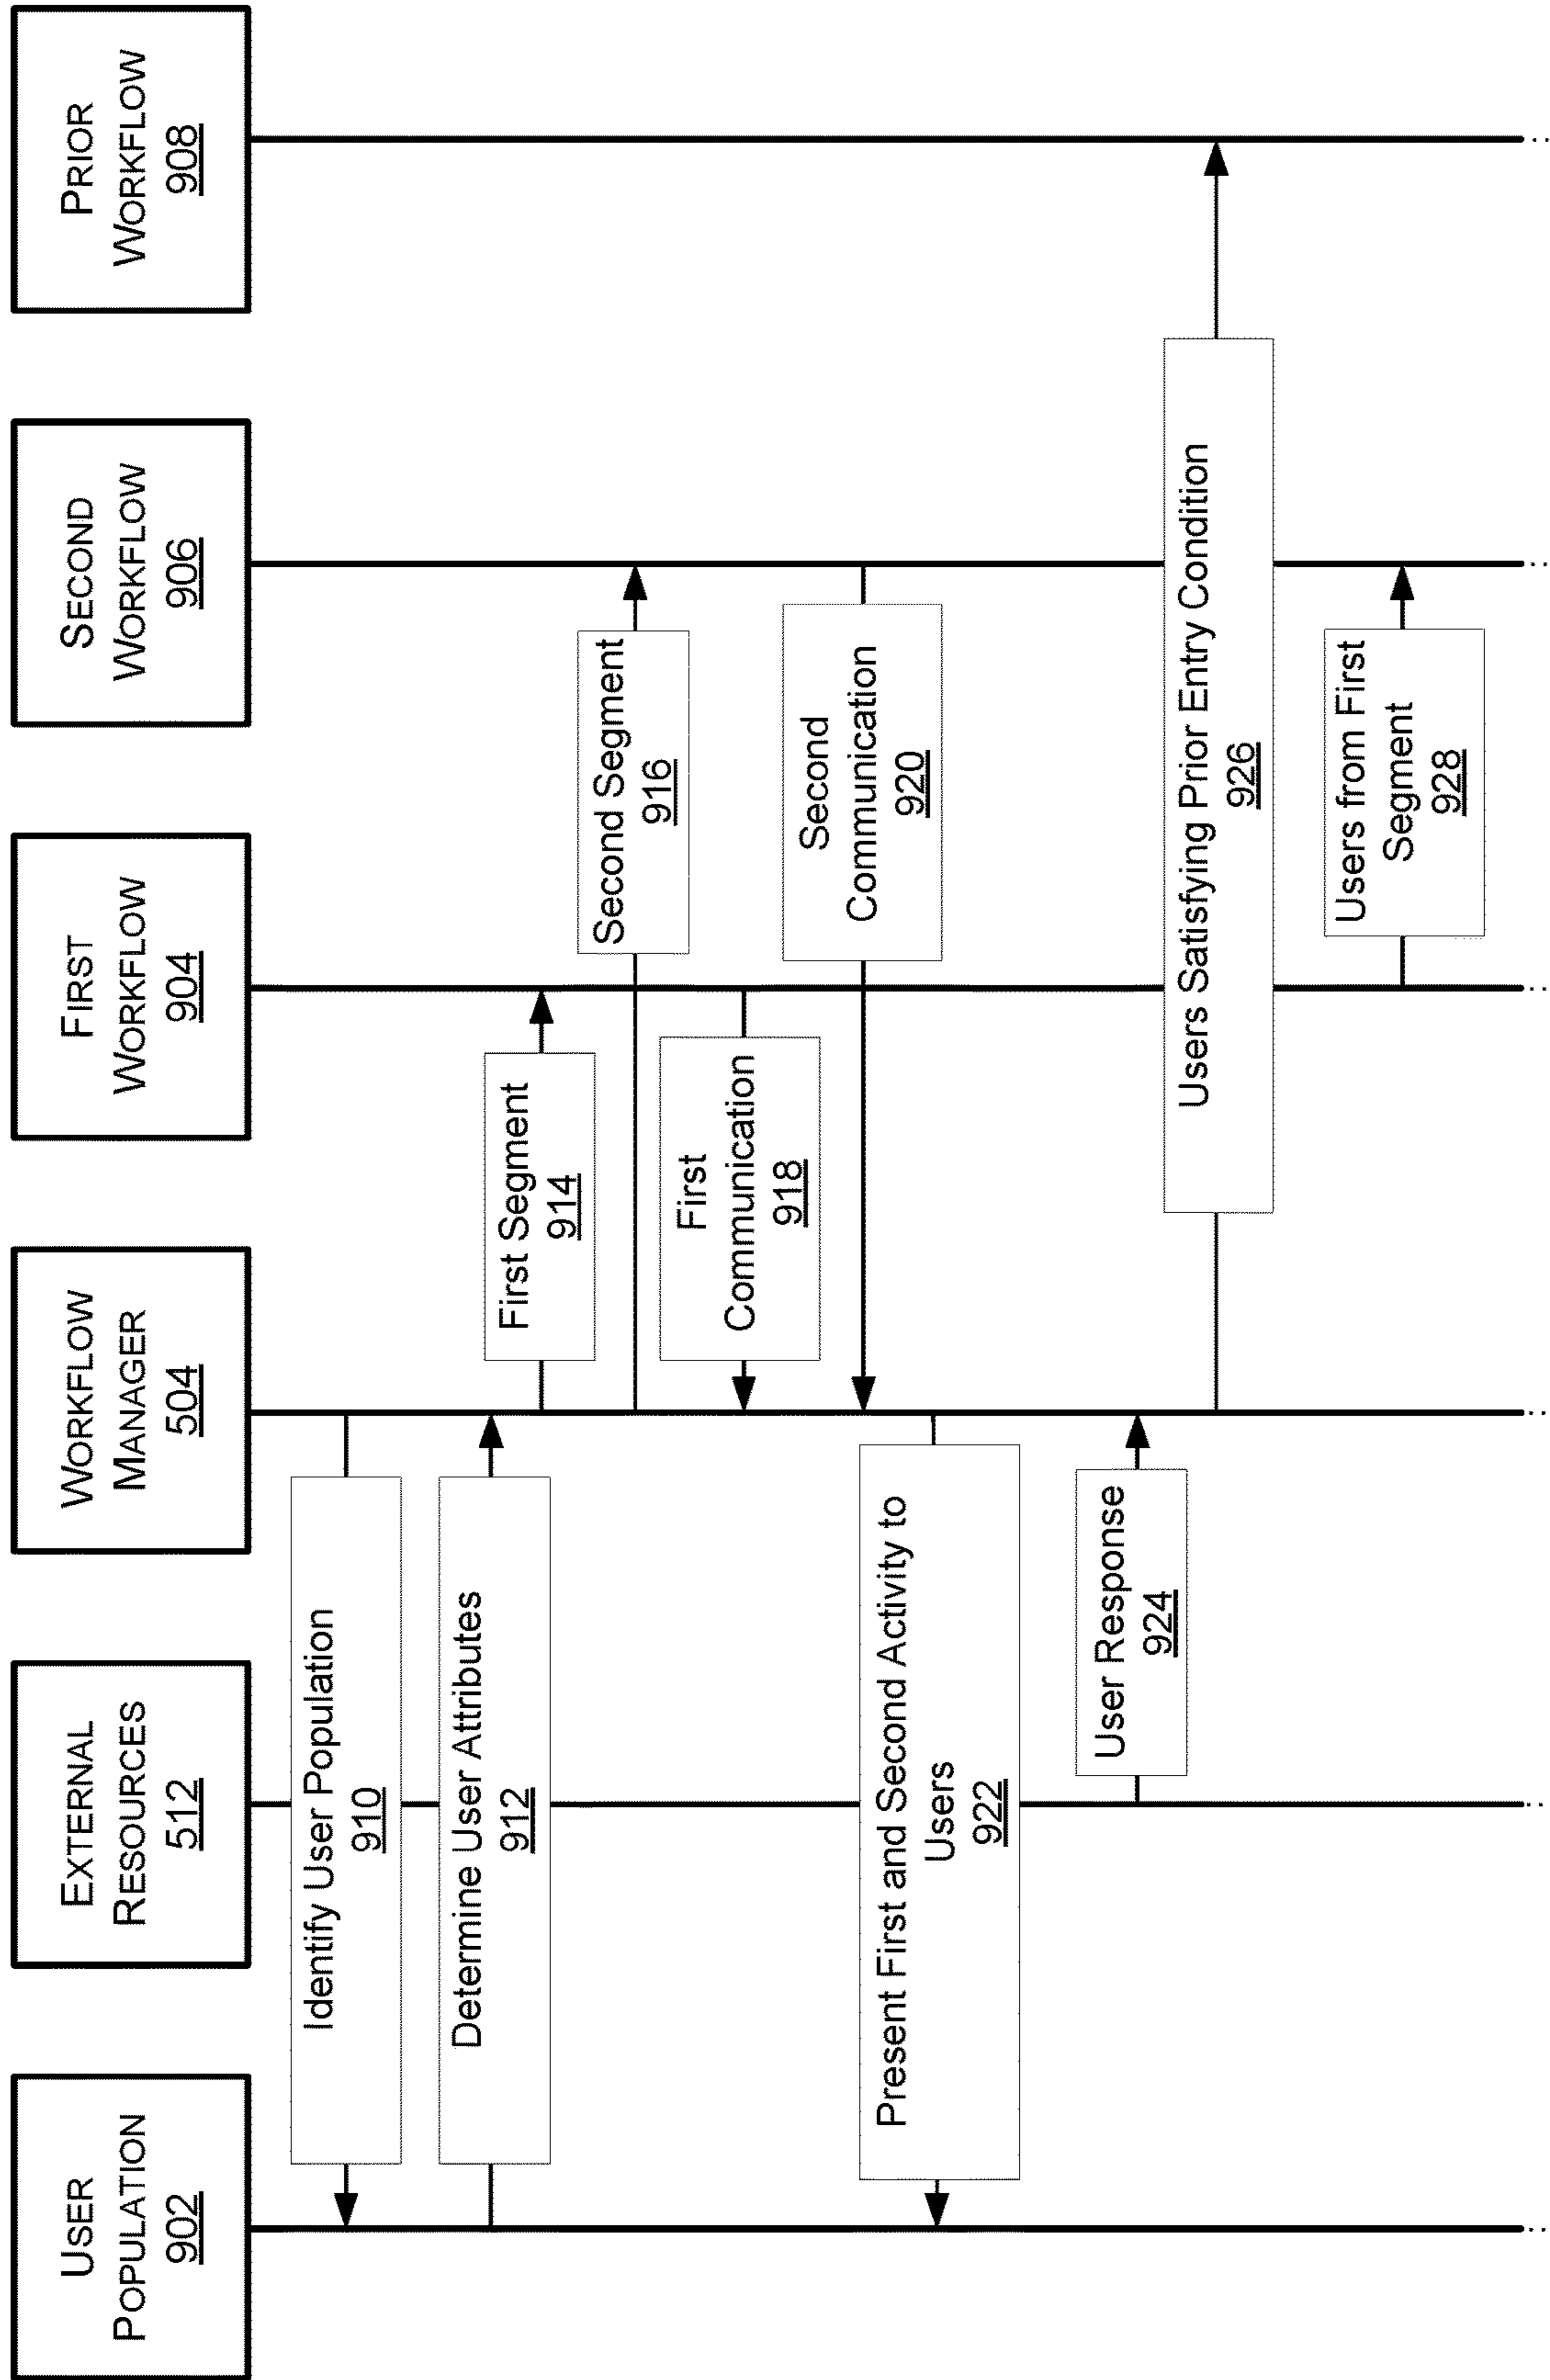 USER
POPULATION
902
EXTERNAL
RESOURCES
512
WORKFLOW
MANAGER
504
FIRST
WORKFLOW
904
SECOND
WORKFLOW
906
PRIOR
WORKFLOW
908
Identify User Population
910
Determine User Attributes
912
First Segment
914
Second Segment
916
First
Communication
918
Second
Communication
920
Present First and Second Activity to
Users
922
User Response
924
Users Satisfying Prior Entry Condition
926
Users from First
Segment
928